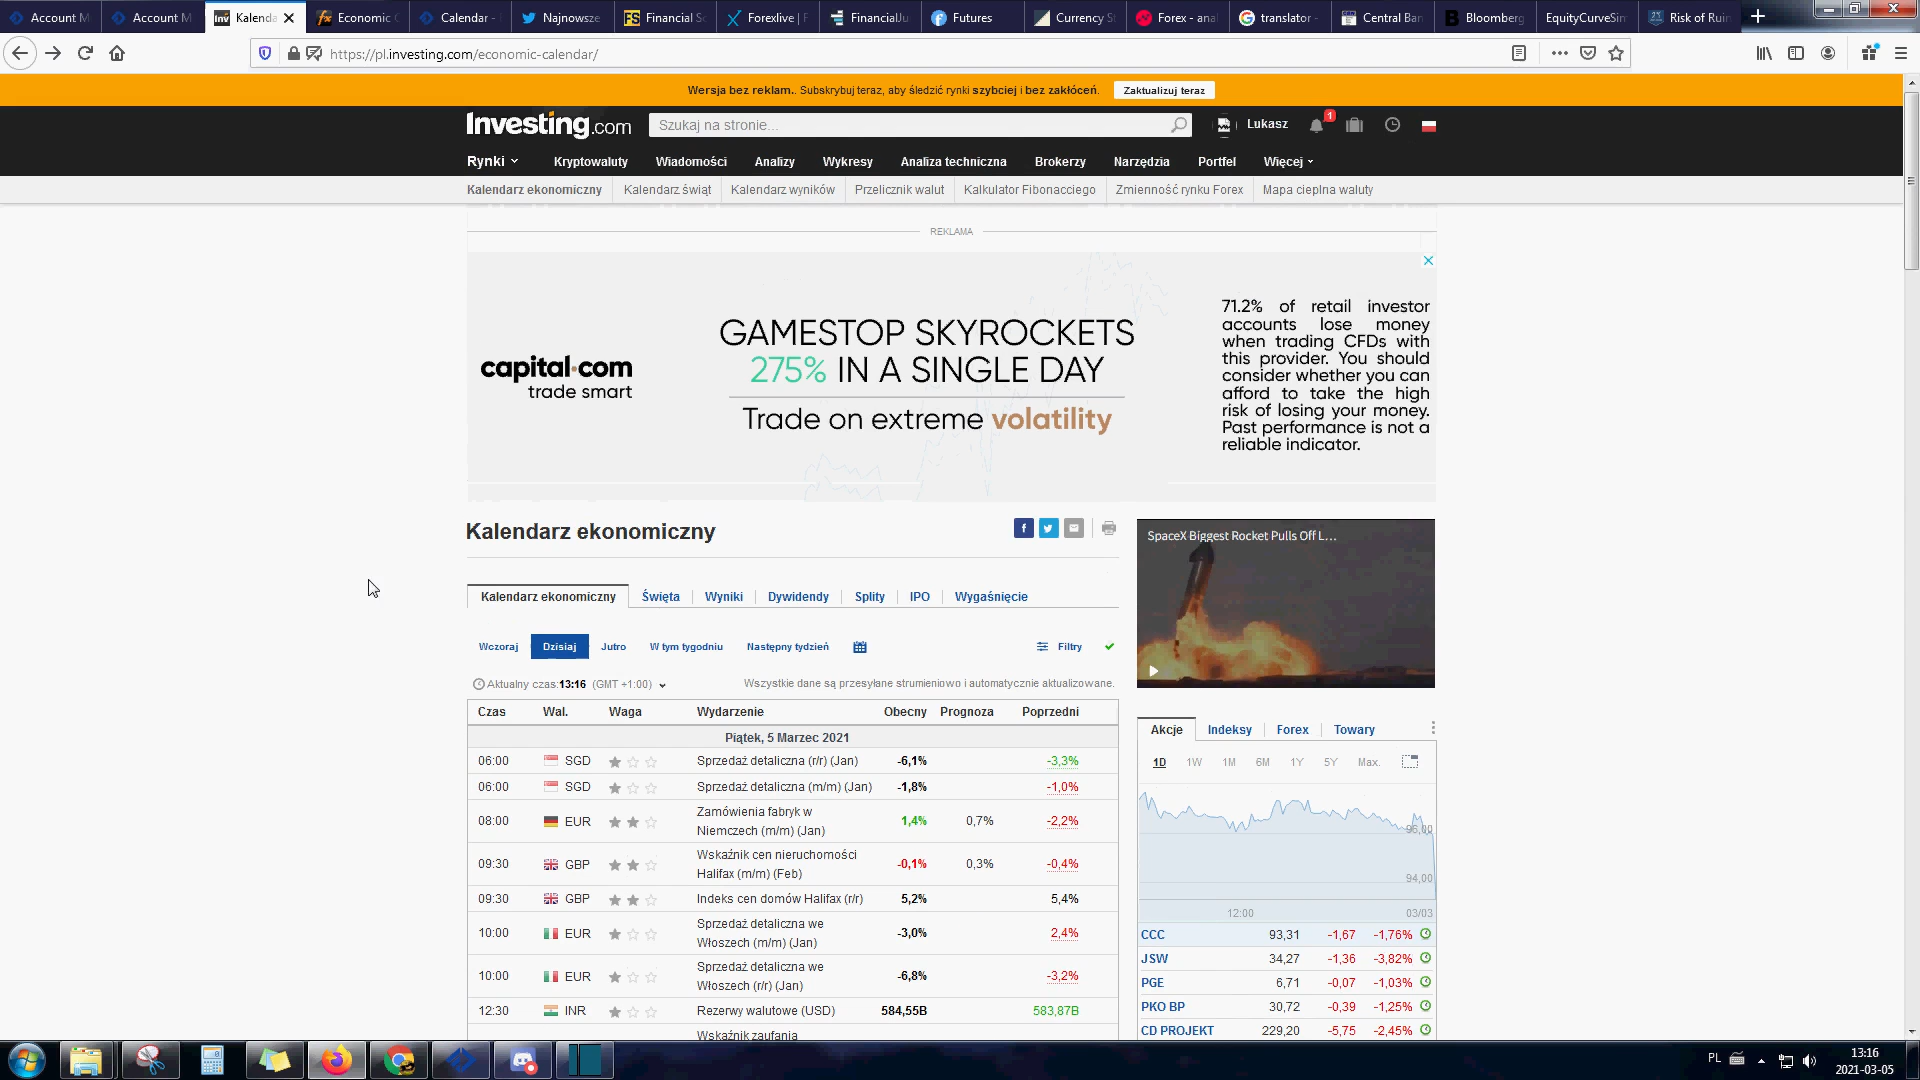 Account M
Account M
Inv Kalenda
Economic C
Calendar -
Najnowsze
FS Financial S
Forexlive | F
FinancialJu
Futures
Currency S
Forex - ana
translator -
Central Ban
Bloomberg
EquityCurveSim
Risk of Ruin
https://pl.investing.com/economic-calendar/
Wersja bez reklam.. Subskrybuj teraz, aby śledzić rynki szybciej i bez zakłóceń.
Zaktualizuj teraz
Investing.com
Szukaj na stronie...
Lukasz
1
Rynki
Kryptowaluty
Wiadomości
Analizy
Wykresy
Analiza techniczna
Brokerzy
Narzędzia
Portfel
Więcej
Kalendarz ekonomiczny
Kalendarz świąt
Kalendarz wyników
Przelicznik walut
Kalkulator Fibonacciego
Zmienność rynku Forex
Mapa cieplna waluty
REKLAMA
capital.com
trade smart
GAMESTOP SKYROCKETS
275% IN A SINGLE DAY
Trade on extreme volatility
71.2% of retail investor
accounts lose money
when trading CFDs with
this provider. You should
consider whether you can
afford to take the high
risk of losing your money.
Past performance is not a
reliable indicator.
Kalendarz ekonomiczny
SpaceX Biggest Rocket Pulls Off L...
Kalendarz ekonomiczny
Święta
Wyniki
Dywidendy
Splity
IPO
Wygaśnięcie
Wczoraj
Dzisiaj
Jutro
W tym tygodniu
Następny tydzień
Filtry
Aktualny czas:13:16 (GMT +1:00)
Wszystkie dane są przesyłane strumieniowo i automatycznie aktualizowane.
Czas Wal. Waga Wydarzenie Obecny Prognoza Poprzedni
Piątek, 5 Marzec 2021
06:00 SGD Sprzedaż detaliczna (r/r) (Jan) -6,1% -3,3%
06:00 SGD Sprzedaż detaliczna (m/m) (Jan) -1,8% -1,0%
08:00 EUR Zamówienia fabryk w
Niemczech (m/m) (Jan) 1,4% 0,7% -2,2%
09:30 GBP Wskaźnik cen nieruchomości
Halifax (m/m) (Feb) -0,1% 0,3% -0,4%
09:30 GBP Indeks cen domów Halifax (r/r) 5,2% 5,4%
10:00 EUR Sprzedaż detaliczna we
Włoszech (m/m) (Jan) -3,0% 2,4%
10:00 EUR Sprzedaż detaliczna we
Włoszech (r/r) (Jan) -6,8% -3,2%
12:30 INR Rezerwy walutowe (USD) 584,55B 583,87B
Wskaźnik zaufania
Akcje Indeksy Forex Towary
1D 1W 1M 6M 1Y 5Y Max.
96,00
94,00
12:00 03/03
CCC 93,31 -1,67 -1,76%
JSW 34,27 -1,36 -3,82%
PGE 6,71 -0,07 -1,03%
PKO BP 30,72 -0,39 -1,25%
CD PROJEKT 229,20 -5,75 -2,45%
PL
13:16
2021-03-05